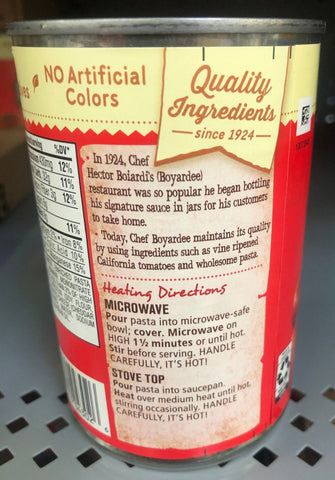 NO Artificial
Colors
Quality
Ingredients
since 1924
• In 1924, Chef
Hector Boiardi's (Boyardee)
restaurant was so popular he began bottling
his signature sauce in jars for his customers
to take home.
• Today, Chef Boyardee maintains its quality
by using ingredients such as vine ripened
California tomatoes and wholesome pasta.
Heating Directions
MICROWAVE
Pour pasta into microwave-safe
bowl; cover. Microwave on
HIGH 1½ minutes or until hot.
Stir before serving. HANDLE
CAREFULLY, IT'S HOT!
STOVE TOP
Pour pasta into saucepan.
Heat over medium heat until hot,
stirring occasionally. HANDLE
CAREFULLY, IT'S HOT!
%DV*
12%
11%
12%
11%
Iron 8%
10%
15%